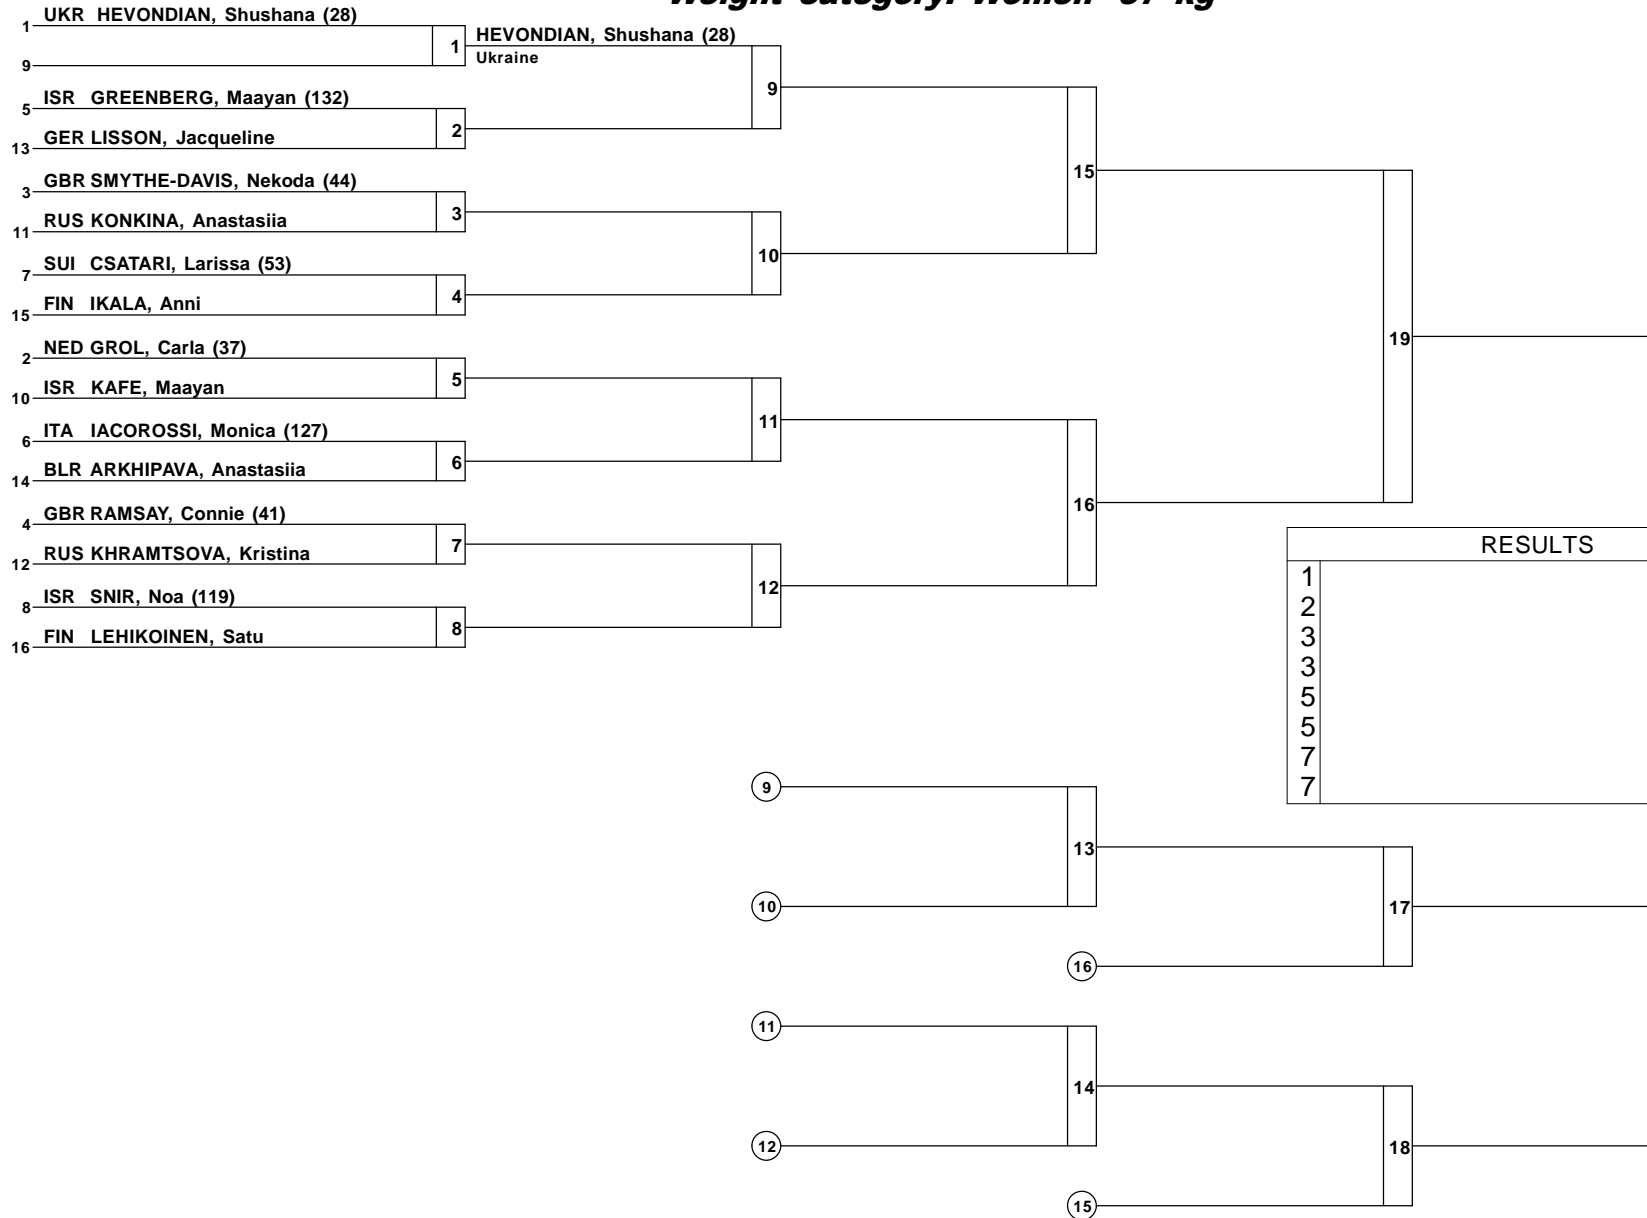 Weight category: Women -57 kg
1 UKR HEVONDIAN, Shushana (28)
9
1
HEVONDIAN, Shushana (28)
Ukraine
5 ISR GREENBERG, Maayan (132)
13 GER LISSON, Jacqueline
2
9
3 GBR SMYTHE-DAVIS, Nekoda (44)
11 RUS KONKINA, Anastasiia
3
7 SUI CSATARI, Larissa (53)
15 FIN IKALA, Anni
4
10
15
2 NED GROL, Carla (37)
10 ISR KAFE, Maayan
5
6 ITA IACOROSSI, Monica (127)
14 BLR ARKHIPAVA, Anastasiia
6
11
4 GBR RAMSAY, Connie (41)
12 RUS KHRAMTSOVA, Kristina
7
8 ISR SNIR, Noa (119)
16 FIN LEHIKOINEN, Satu
8
12
16
19
RESULTS
1
2
3
3
5
5
7
7
9
10
13
16
17
11
12
14
15
18